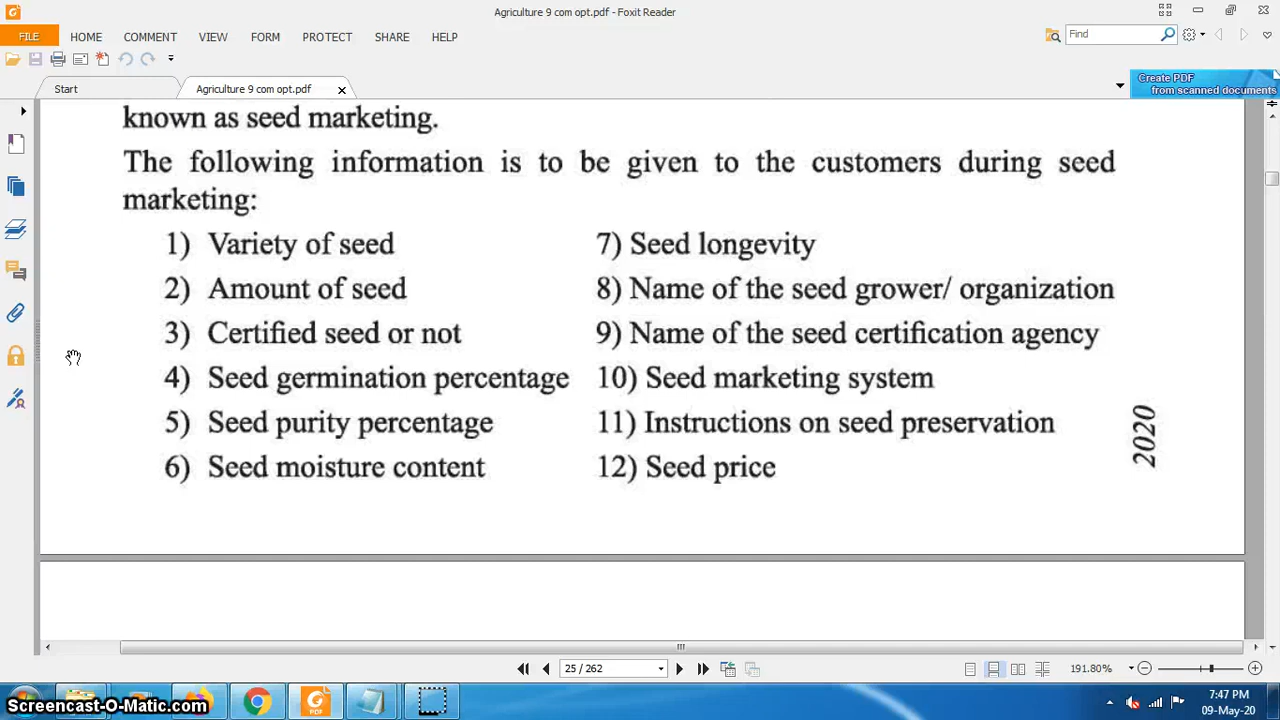 Agriculture 9 com opt.pdf - Foxit Reader
FILE HOME COMMENT VIEW FORM PROTECT SHARE HELP
Find
Start Agriculture 9 com opt.pdf
Create PDF
from scanned documents
known as seed marketing.
The following information is to be given to the customers during seed
marketing:
1) Variety of seed
2) Amount of seed
3) Certified seed or not
4) Seed germination percentage
5) Seed purity percentage
6) Seed moisture content
7) Seed longevity
8) Name of the seed grower/ organization
9) Name of the seed certification agency
10) Seed marketing system
11) Instructions on seed preservation
12) Seed price
2020
25 / 262
191.80%
PDF
7:47 PM
09-May-20
Screencast-O-Matic.com